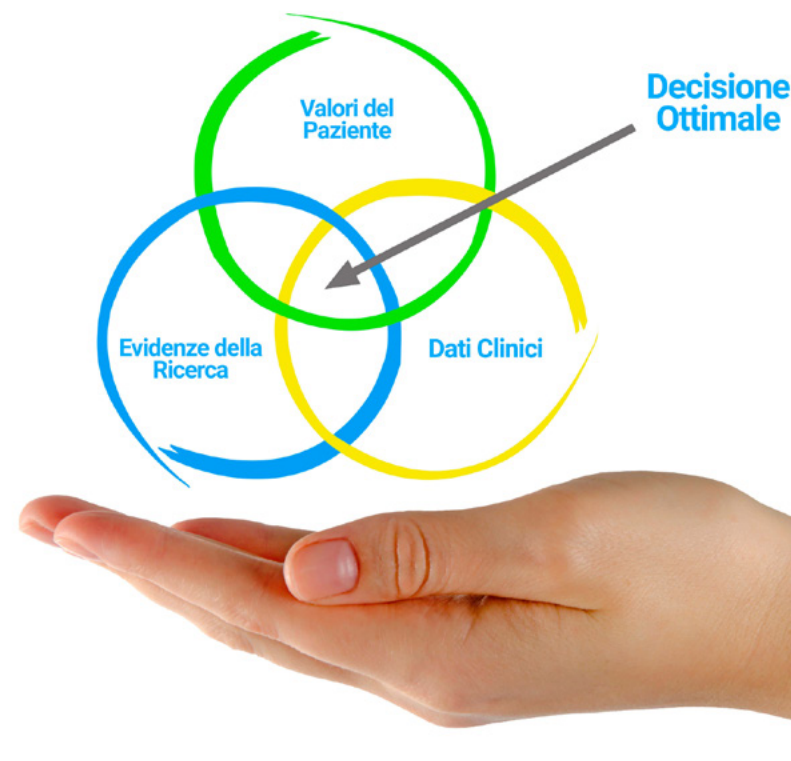 Decisione
Ottimale
Valori del
Paziente
Evidenze della
Ricerca
Dati Clinici